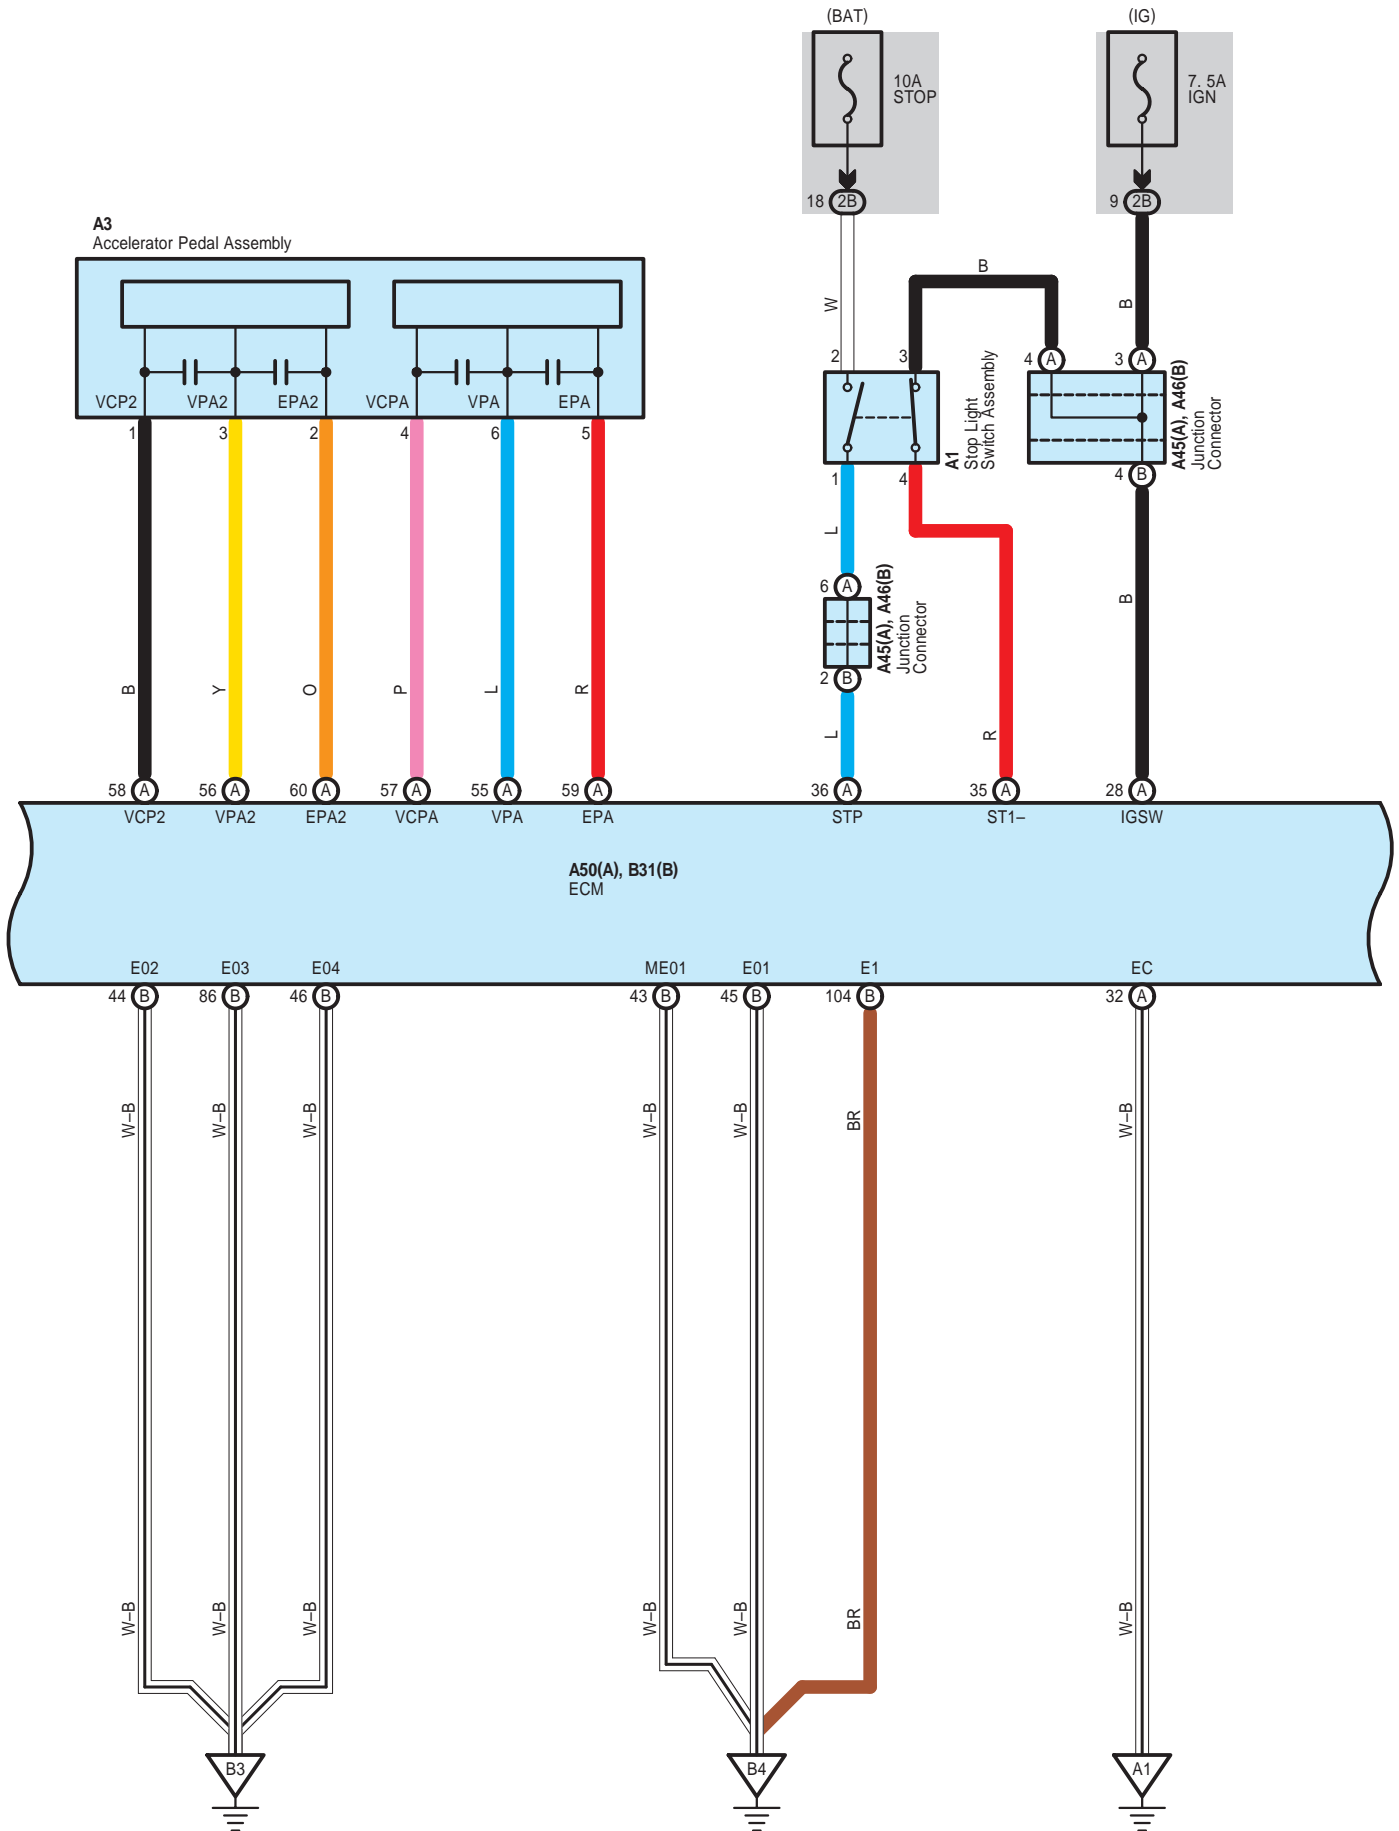 (BAT)
(IG)
10A
STOP
7. 5A
IGN
18 2B
9 2B
A3
Accelerator Pedal Assembly
W
B
B
2
3
4 A
3 A
VCP2 VPA2 EPA2 VCPA VPA EPA
1 3 2 4 6 5
A1
Stop Light
Switch Assembly
A45(A), A46(B)
Junction
Connector
1
4
4 B
L
6 A
A45(A), A46(B)
Junction
Connector
2 B
B
B Y O P L R
L
R
58 A 56 A 60 A 57 A 55 A 59 A 36 A 35 A 28 A
VCP2 VPA2 EPA2 VCPA VPA EPA STP ST1– IGSW
A50(A), B31(B)
ECM
E02 E03 E04 ME01 E01 E1 EC
44 B 86 B 46 B 43 B 45 B 104 B 32 A
W–B W–B W–B W–B W–B BR W–B
W–B W–B W–B W–B W–B BR W–B
B3 B4 A1